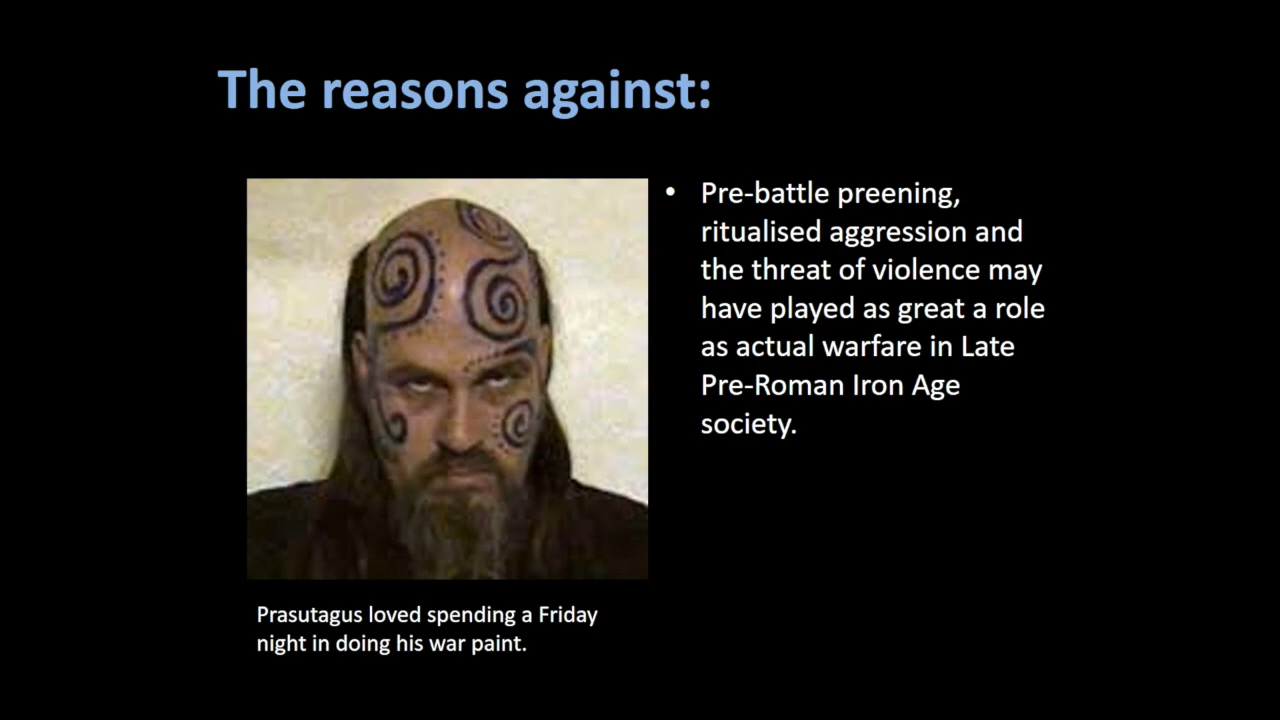 The reasons against:
• Pre-battle preening,
ritualised aggression and
the threat of violence may
have played as great a role
as actual warfare in Late
Pre-Roman Iron Age
society.
Prasutagus loved spending a Friday
night in doing his war paint.